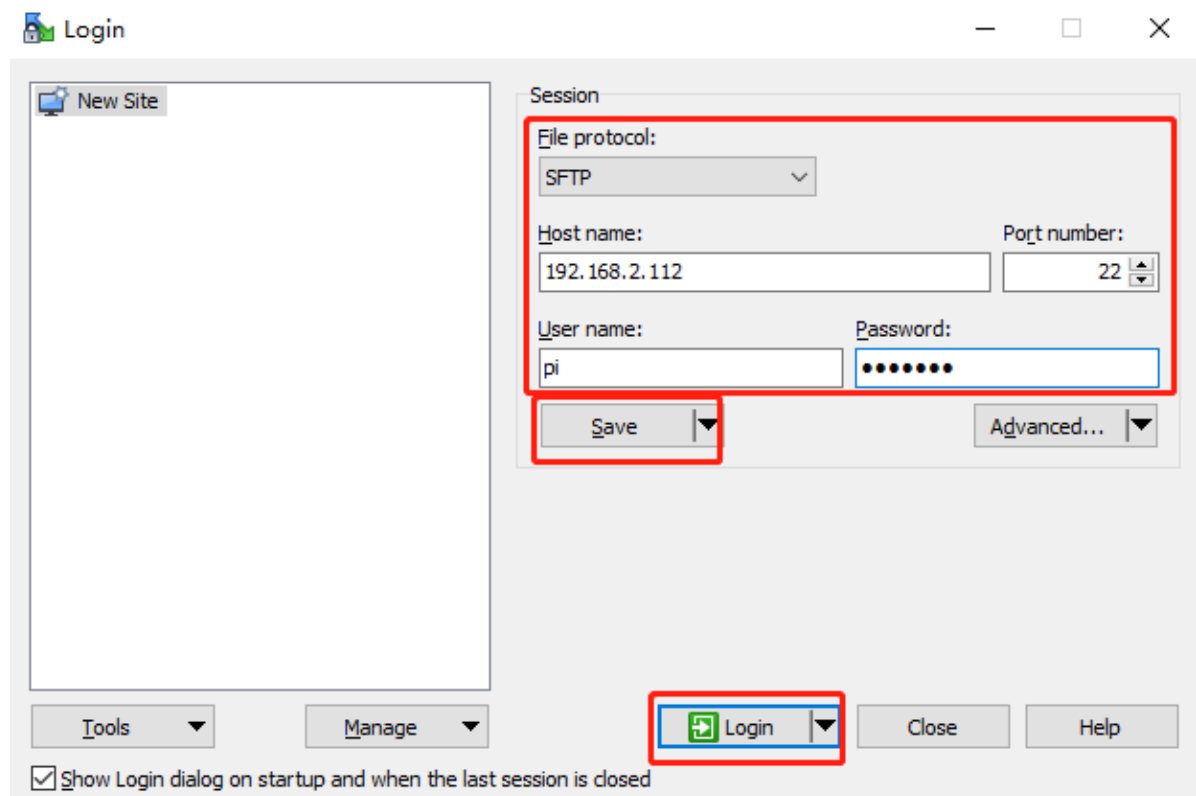 Login
New Site
Session
File protocol:
SFTP
Host name:
Port number:
192.168.2.112
22
User name:
Password:
pi
•••••••
Save
Advanced...
Tools
Manage
Login
Close
Help
Show Login dialog on startup and when the last session is closed